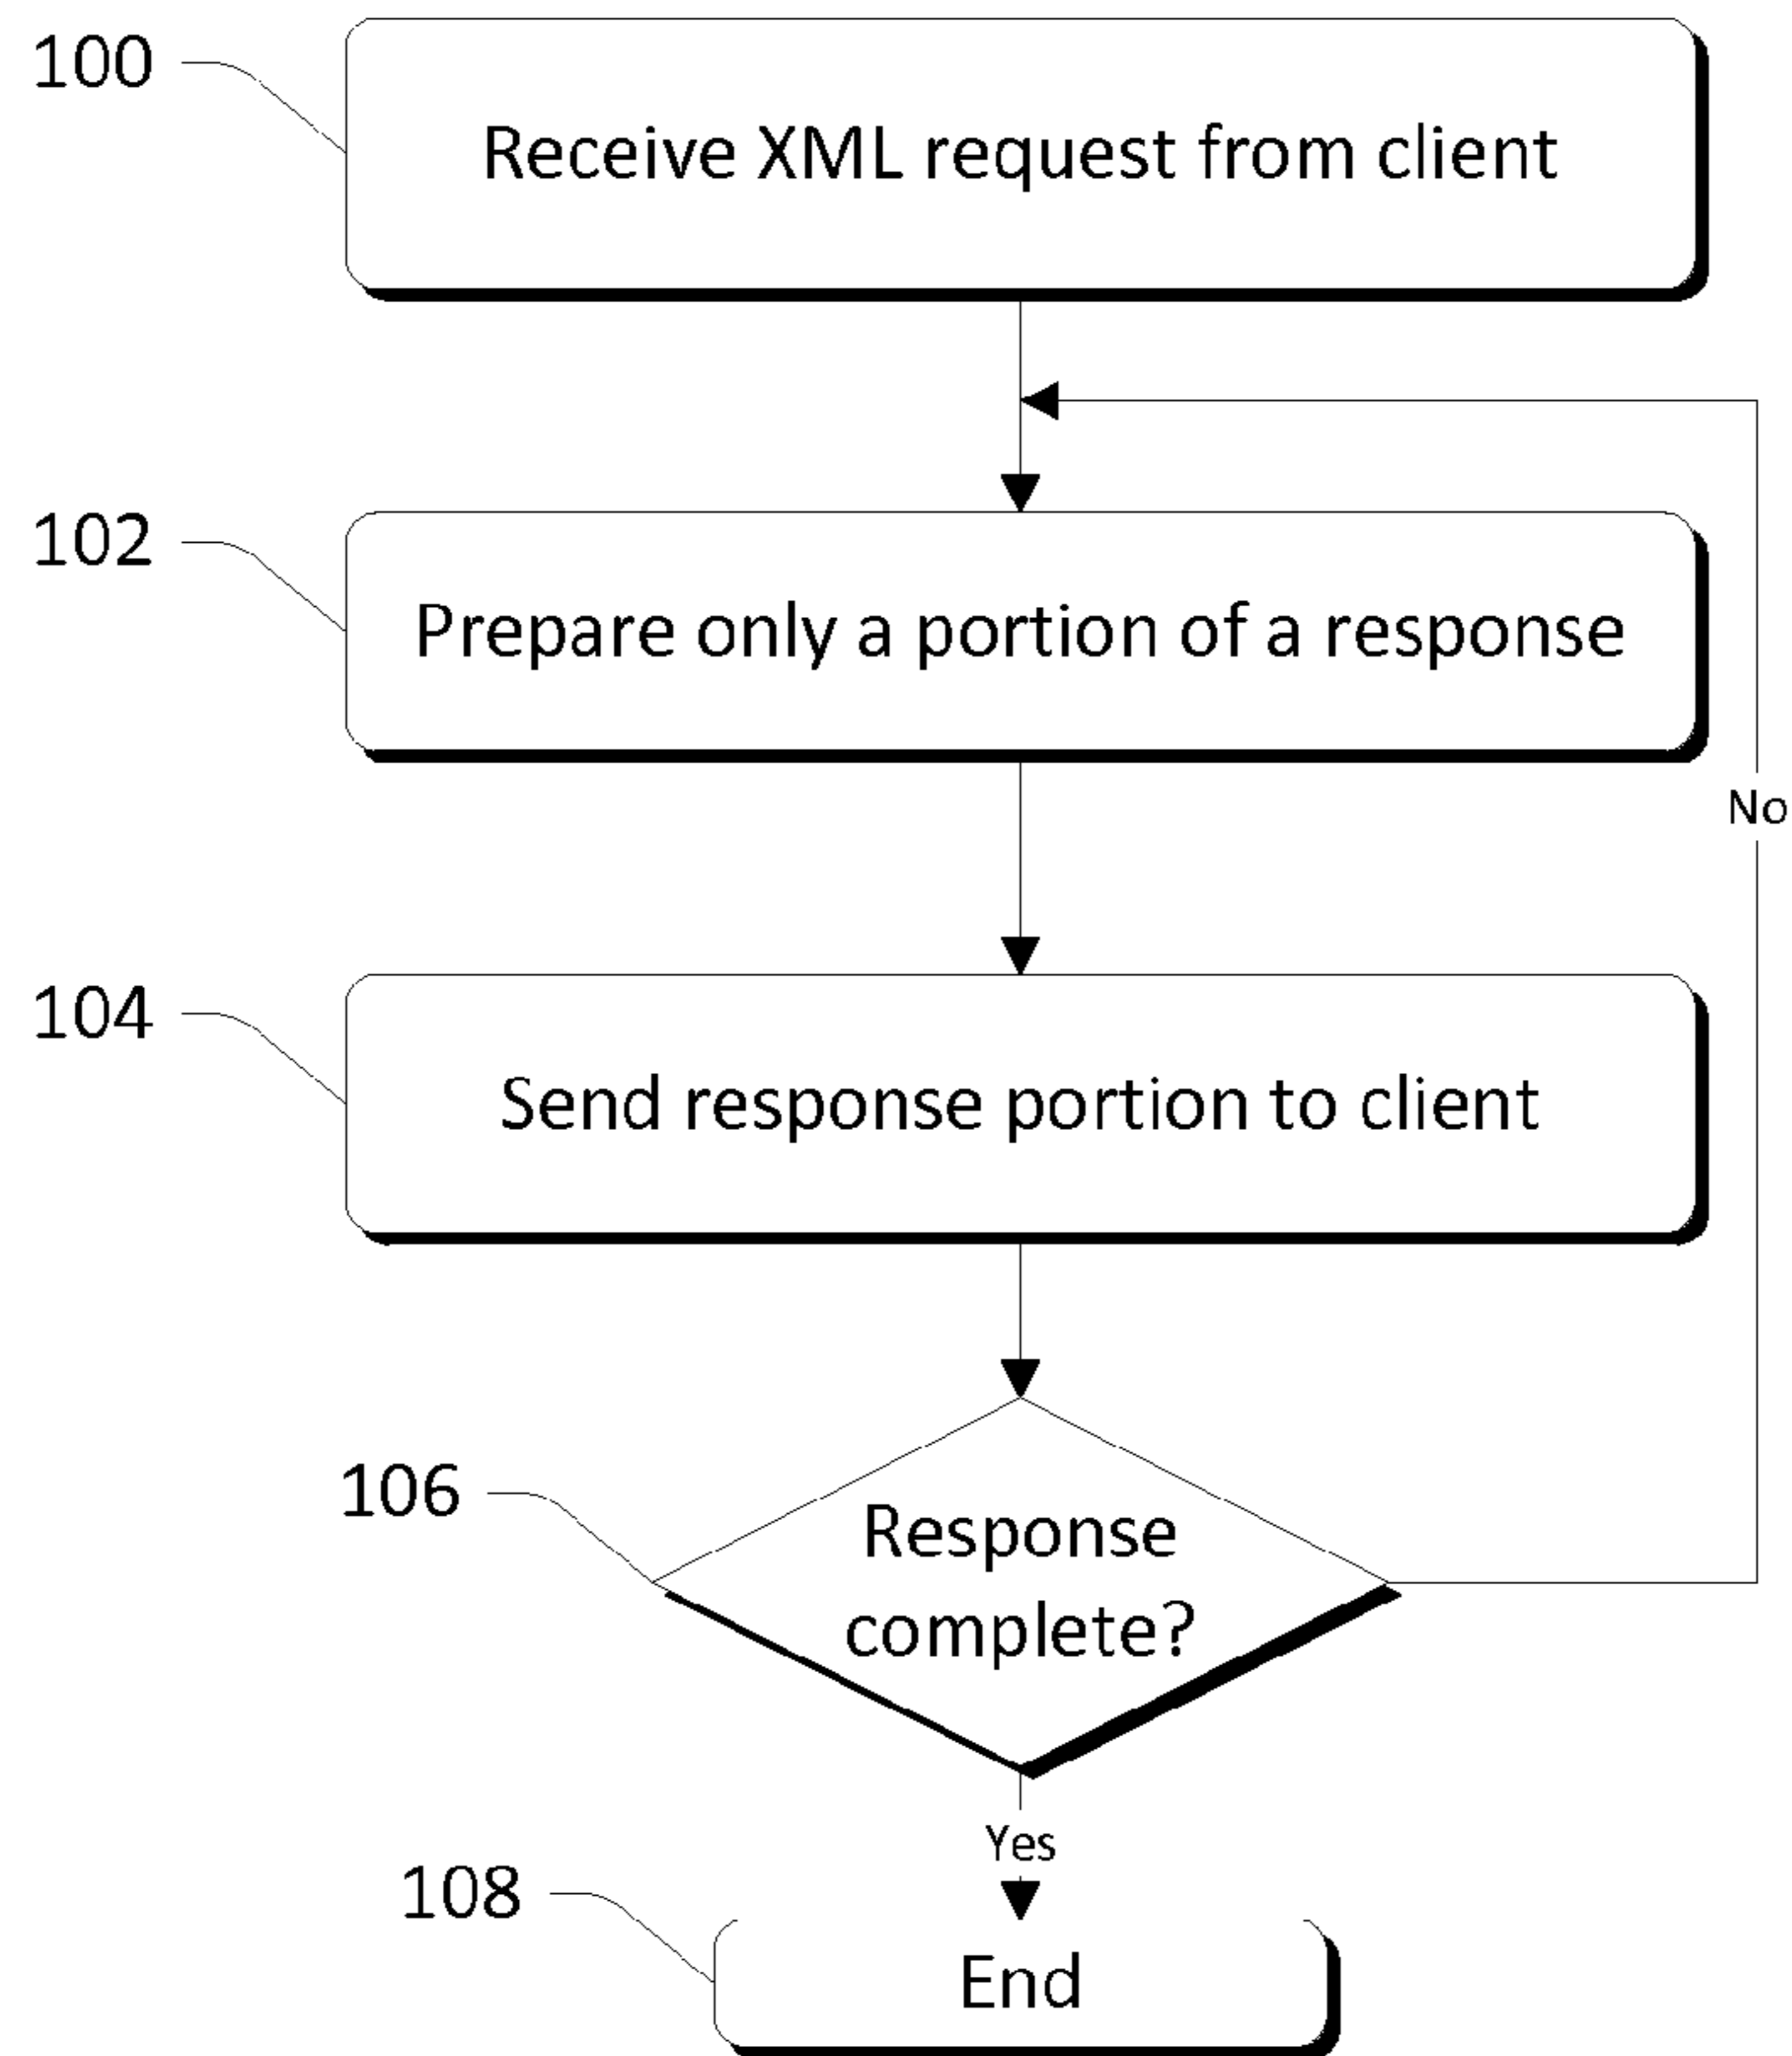 100
Receive XML request from client
102
Prepare only a portion of a response
No
104
Send response portion to client
106
Response
complete?
Yes
108
End